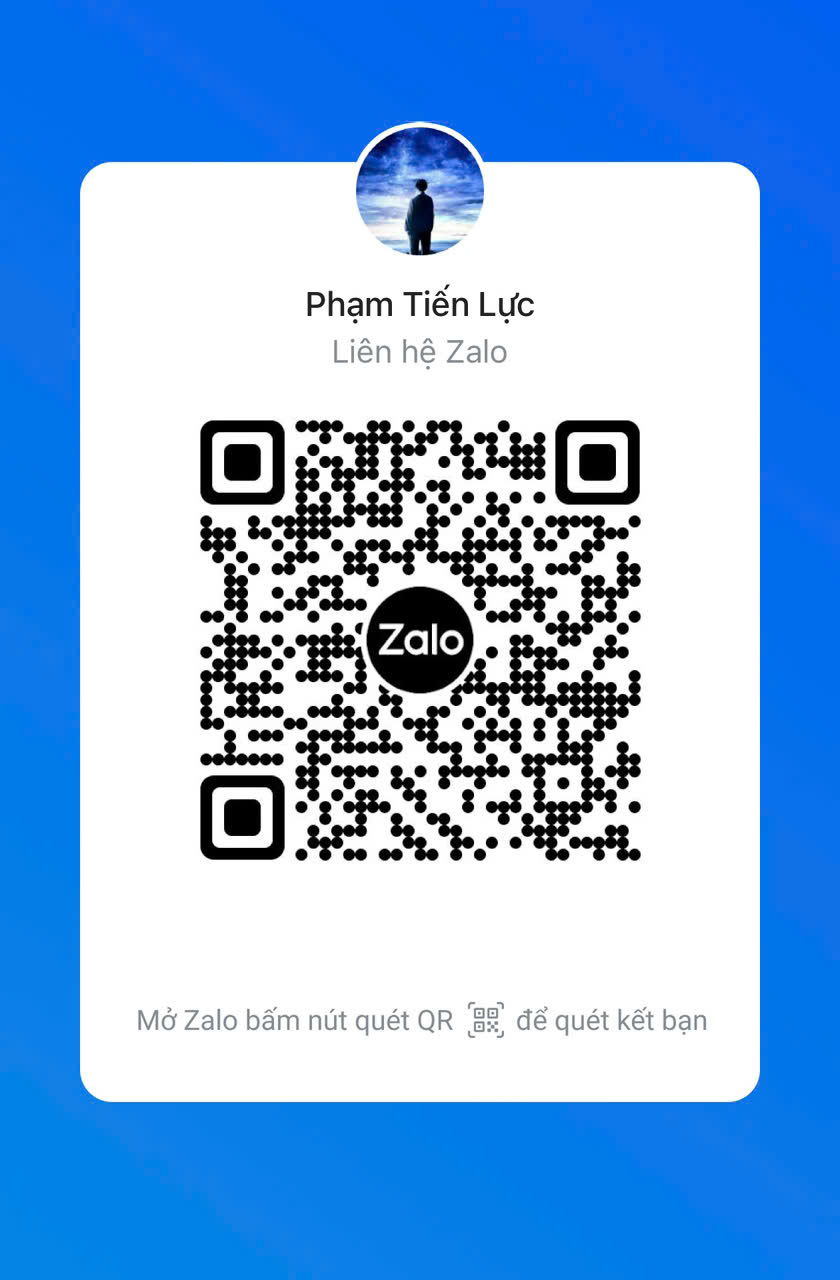 Phạm Tiến Lực
Liên hệ Zalo
Zalo
Mở Zalo bấm nút quét QR để quét kết bạn